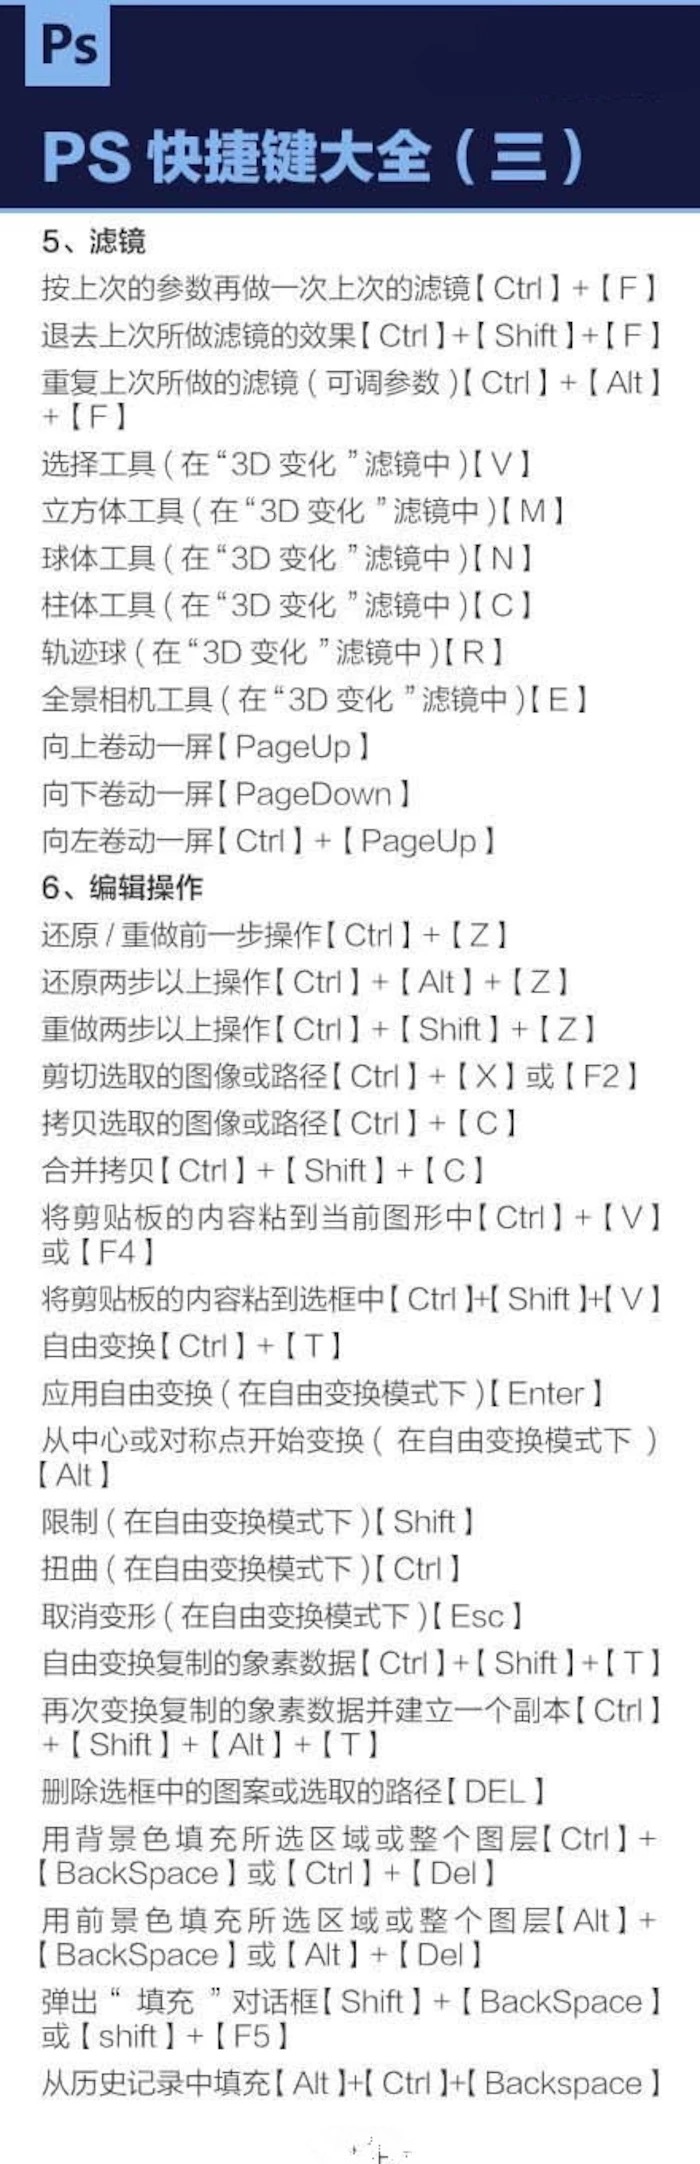 Ps
PS 快捷键大全（三）
5、滤镜
按上次的参数再做一次上次的滤镜【Ctrl】+【F】
退去上次所做滤镜的效果【Ctrl】+【Shift】+【F】
重复上次所做的滤镜(可调参数)【Ctrl】+【Alt】
+【F】
选择工具(在“3D 变化 ”滤镜中)【V】
立方体工具(在“3D 变化 ”滤镜中)【M】
球体工具(在“3D 变化 ”滤镜中)【N】
柱体工具(在“3D 变化 ”滤镜中)【C】
轨迹球(在“3D 变化 ”滤镜中)【R】
全景相机工具(在“3D 变化 ”滤镜中)【E】
向上卷动一屏【PageUp】
向下卷动一屏【PageDown】
向左卷动一屏【Ctrl】+【PageUp】
6、编辑操作
还原/重做前一步操作【Ctrl】+【Z】
还原两步以上操作【Ctrl】+【Alt】+【Z】
重做两步以上操作【Ctrl】+【Shift】+【Z】
剪切选取的图像或路径【Ctrl】+【X】或【F2】
拷贝选取的图像或路径【Ctrl】+【C】
合并拷贝【Ctrl】+【Shift】+【C】
将剪贴板的内容粘到当前图形中【Ctrl】+【V】
或【F4】
将剪贴板的内容粘到选框中【Ctrl】+【Shift】+【V】
自由变换【Ctrl】+【T】
应用自由变换(在自由变换模式下)【Enter】
从中心或对称点开始变换( 在自由变换模式下 )
【Alt】
限制(在自由变换模式下)【Shift】
扭曲(在自由变换模式下)【Ctrl】
取消变形(在自由变换模式下)【Esc】
自由变换复制的象素数据【Ctrl】+【Shift】+【T】
再次变换复制的象素数据并建立一个副本【Ctrl】
+【Shift】+【Alt】+【T】
删除选框中的图案或选取的路径【DEL】
用背景色填充所选区域或整个图层【Ctrl】+
【BackSpace】或【Ctrl】+【Del】
用前景色填充所选区域或整个图层【Alt】+
【BackSpace】或【Alt】+【Del】
弹出“ 填充 ”对话框【Shift】+【BackSpace】
或【shift】+【F5】
从历史记录中填充【Alt】+【Ctrl】+【Backspace】